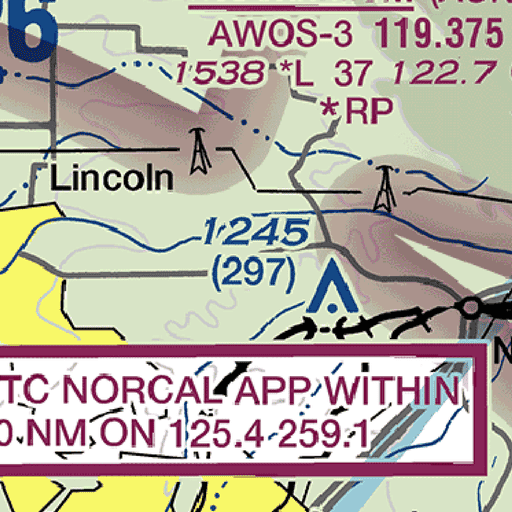 6
AWOS-3 119.375
1538 *L 37 122.7
*RP
Lincoln
1245
(297)
N
TC NORCAL APP WITHIN
0 NM ON 125.4 259.1